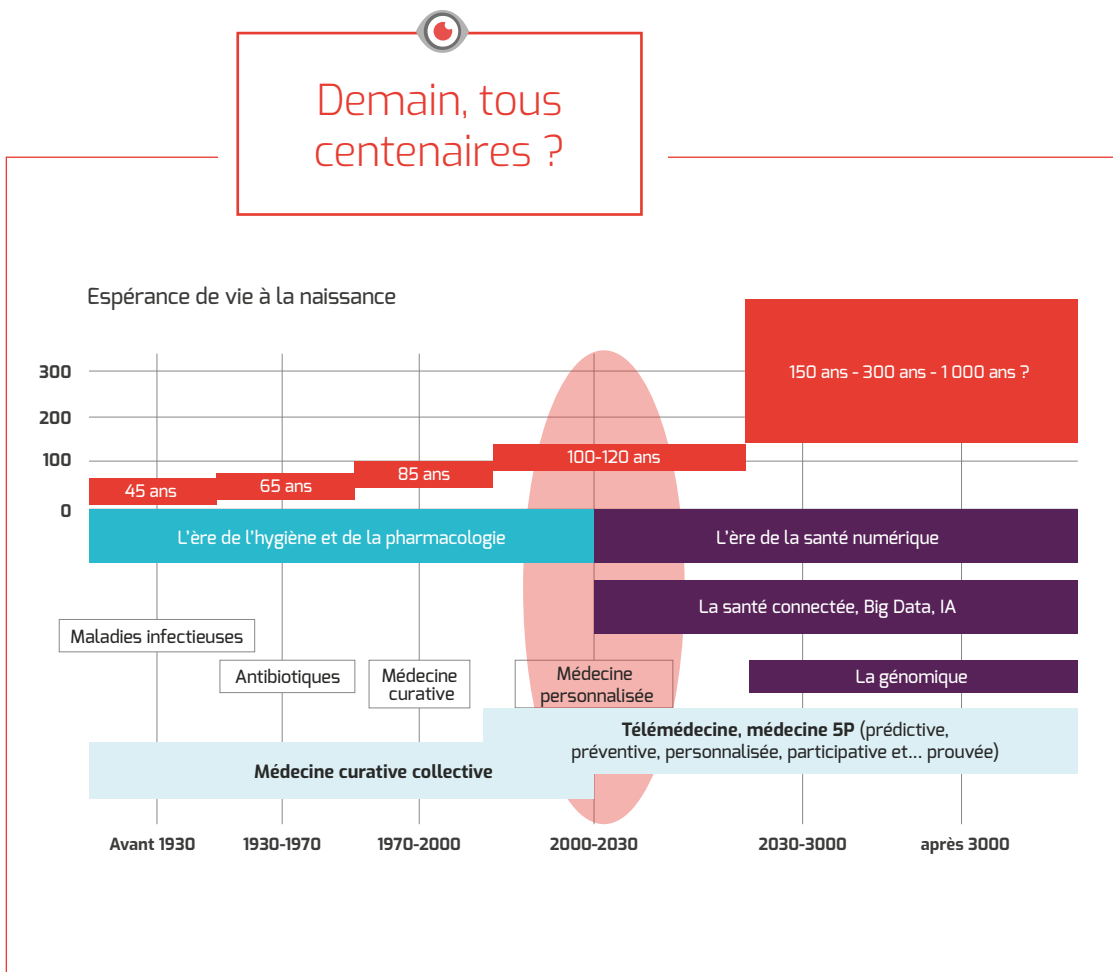 Demain, tous
centenaires ?
Espérance de vie à la naissance
300
200
100
0
150 ans - 300 ans - 1 000 ans ?
100-120 ans
85 ans
65 ans
45 ans
L'ère de l'hygiène et de la pharmacologie
L'ère de la santé numérique
La santé connectée, Big Data, IA
Maladies infectieuses
Antibiotiques
Médecine
curative
Médecine
personnalisée
La génomique
Télémédecine, médecine 5P (prédictive,
préventive, personnalisée, participative et... prouvée)
Médecine curative collective
Avant 1930
1930-1970
1970-2000
2000-2030
2030-3000
après 3000